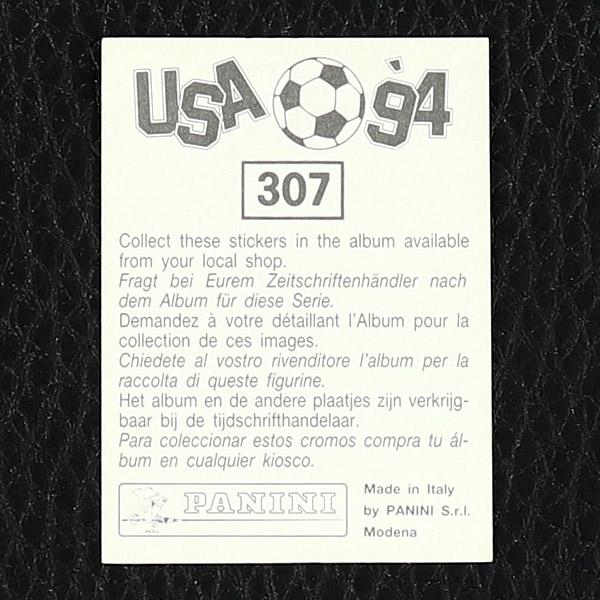 USA '94
307
Collect these stickers in the album available
from your local shop.
Fragt bei Eurem Zeitschriftenhändler nach
dem Album für diese Serie.
Demandez à votre détaillant l'Album pour la
collection de ces images.
Chiedete al vostro rivenditore l'album per la
raccolta di queste figurine.
Het album en de andere plaatjes zijn verkrijg-
baar bij de tijdschrifthandelaar.
Para coleccionar estos cromos compra tu ál-
bum en cualquier kiosco.
PANINI
Made in Italy
by PANINI S.r.l.
Modena